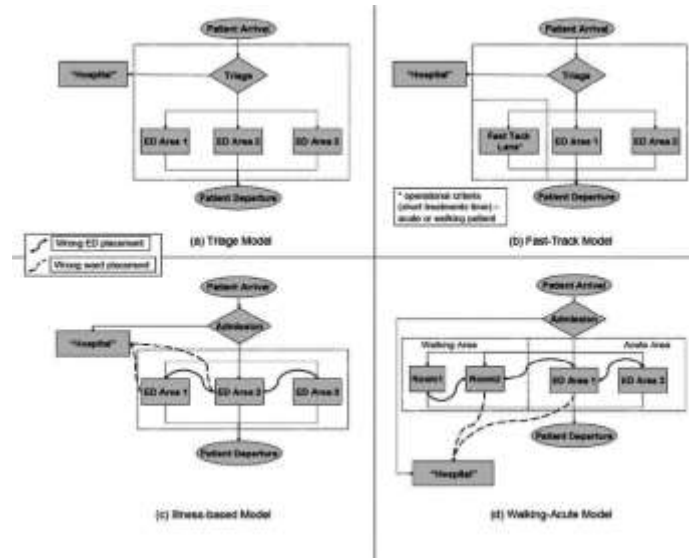 Patient Arrival
"Hospital"
Triage
ED Area 1
ED Area 2
ED Area 3
Patient Departure
(a) Triage Model
Patient Arrival
"Hospital"
Triage
Fast Tack
Lane*
ED Area 1
ED Area 2
Patient Departure
* operational criteria
(short treatments time) –
acute or walking patient
(b) Fast-Track Model
Wrong ED placement
Wrong ward placement
Patient Arrival
Admission
"Hospital"
ED Area 1
ED Area 2
ED Area 3
Patient Departure
(c) Illness-based Model
Patient Arrival
Admission
Walking Area
Acute Area
Room1
Room2
ED Area 1
ED Area 2
Patient Departure
"Hospital"
(d) Walking-Acute Model